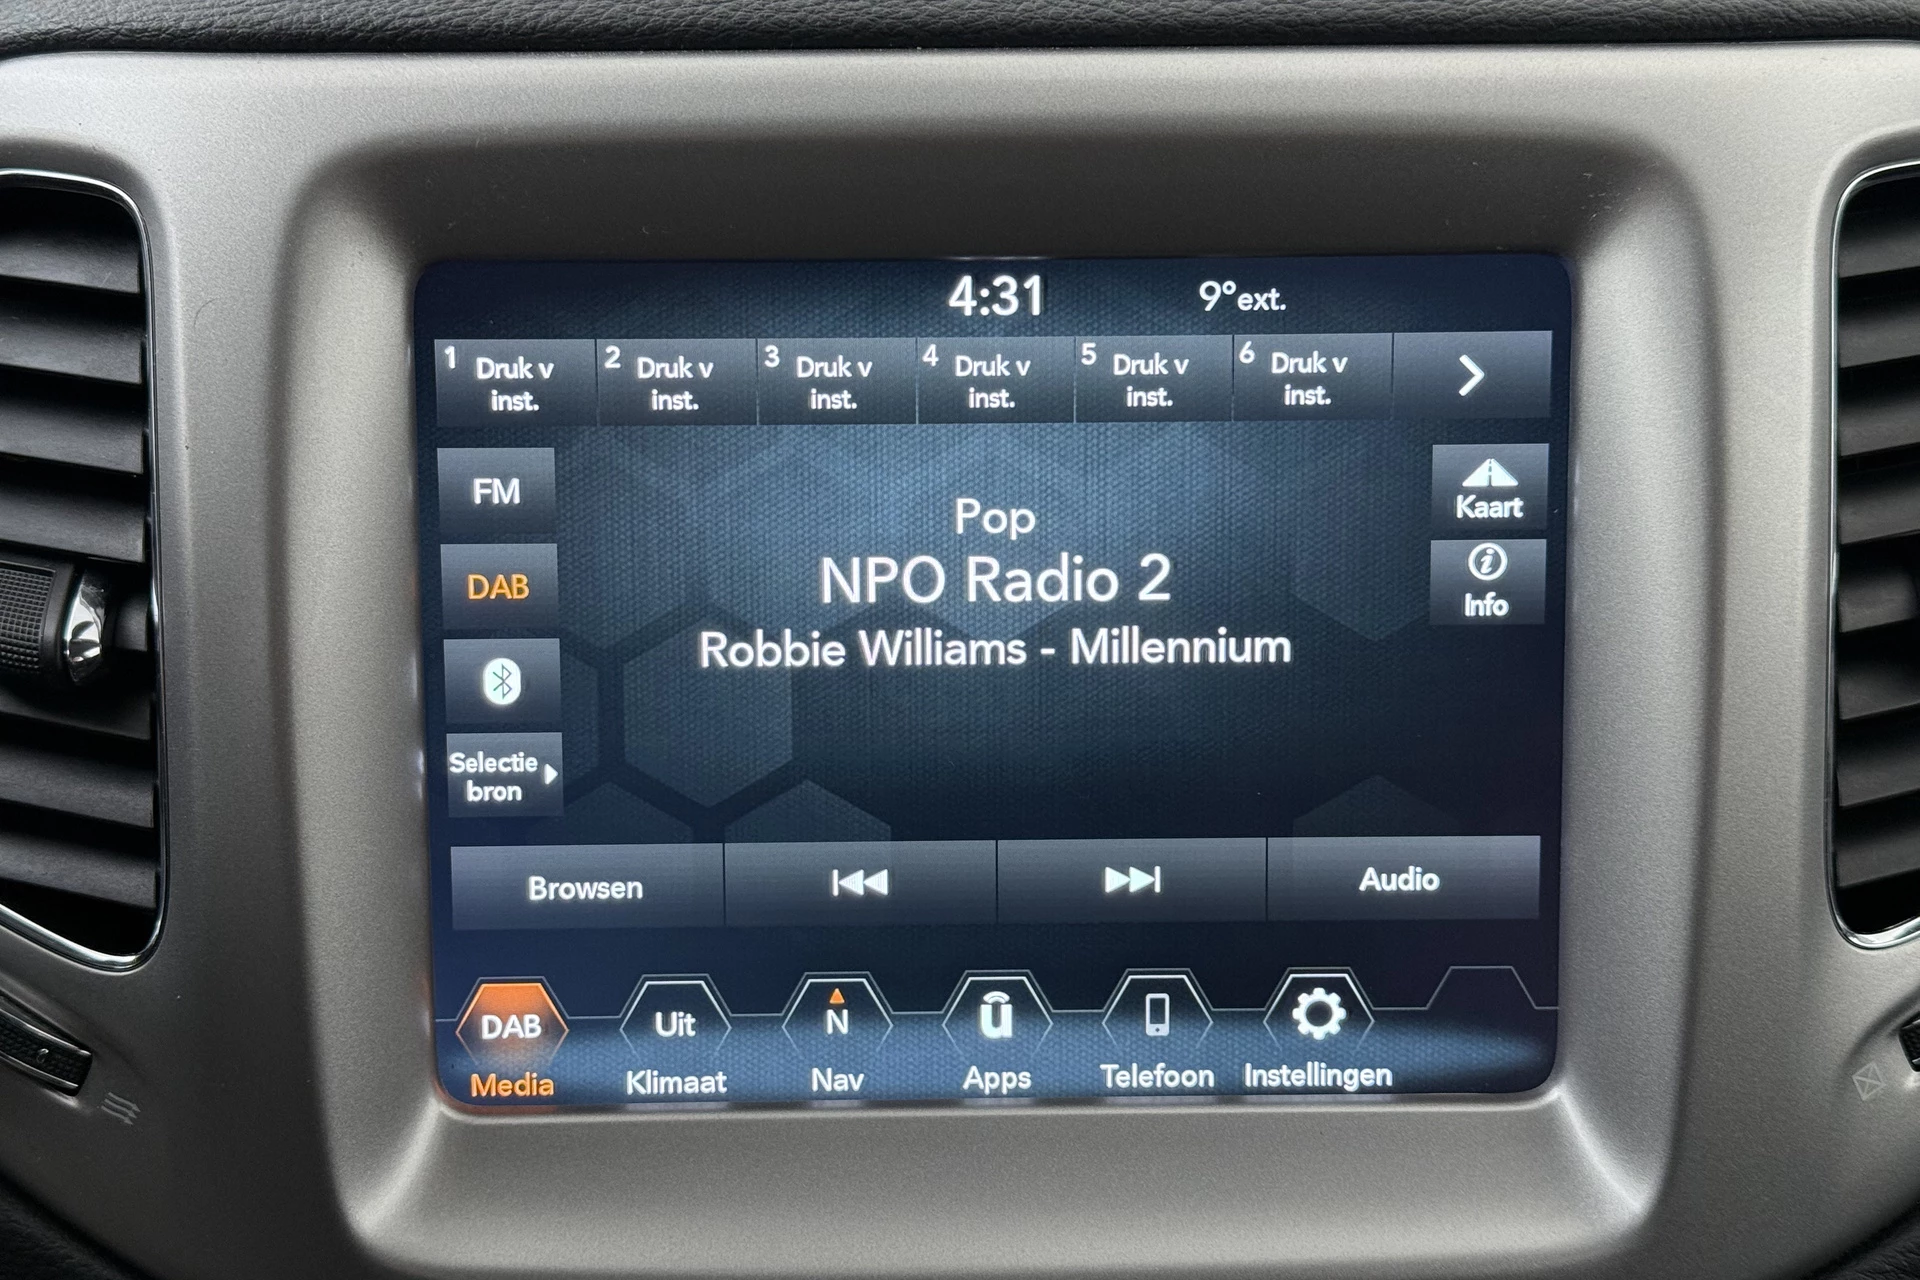 4:31 9°ext.
1 Druk v 2 Druk v 3 Druk v 4 Druk v 5 Druk v 6 Druk v
inst. inst. inst. inst. inst. inst.
FM
Kaart
Pop
DAB
NPO Radio 2
Info
Robbie Williams - Millennium
Selectie
bron
Browsen Audio
DAB Uit N ū
Media Klimaat Nav Apps Telefoon Instellingen